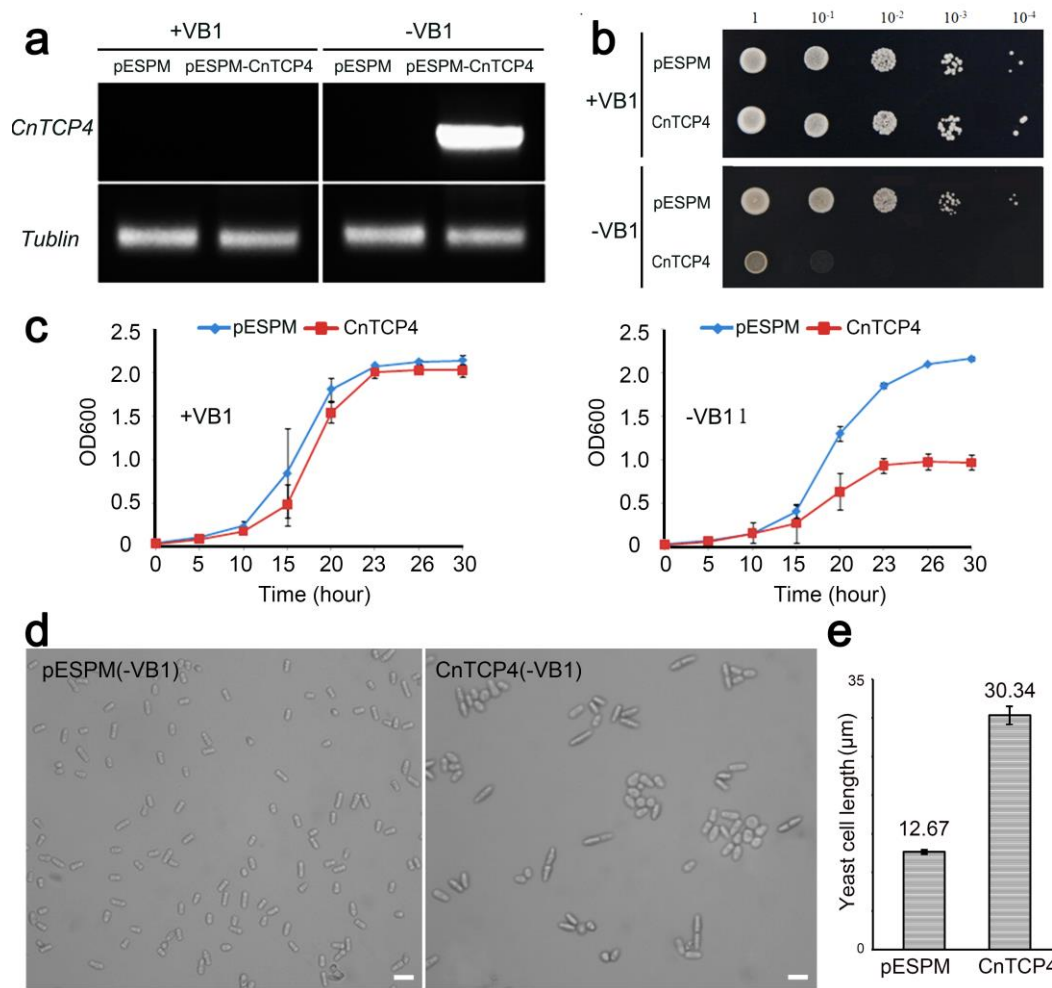 a
+VB1 -VB1
pESPM pESPM-CnTCP4 pESPM pESPM-CnTCP4
CnTCP4
Tublin
b
1 10-1 10-2 10-3 10-4
+VB1
pESPM
CnTCP4
-VB1
pESPM
CnTCP4
c
pESPM CnTCP4
2.5
2.0
1.0
0.5
0
OD600
+VB1
0 5 10 15 20 23 26 30
Time (hour)
pESPM CnTCP4
2.5
2.0
1.0
0.5
0
OD600
-VB1 1
0 5 10 15 20 23 26 30
Time (hour)
d
pESPM(-VB1)
CnTCP4(-VB1)
e
35
30.34
12.67
0
Yeast cell length (μm)
pESPM CnTCP4